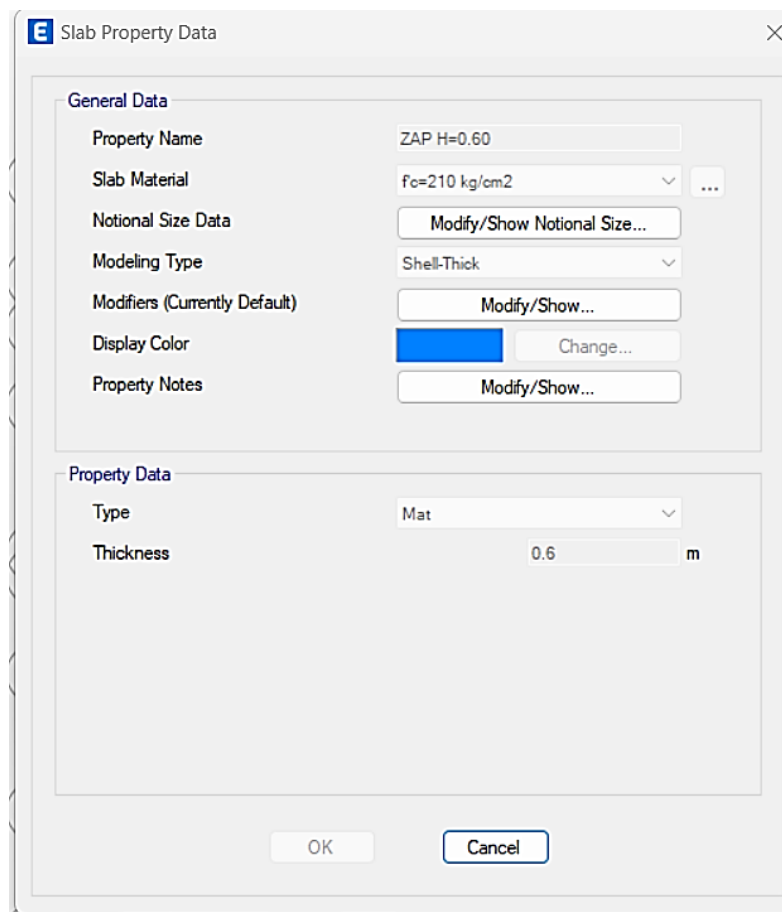 E Slab Property Data
General Data
Property Name ZAP H=0.60
Slab Material f'c=210 kg/cm2 ...
Notional Size Data Modify/Show Notional Size...
Modeling Type Shell-Thick
Modifiers (Currently Default) Modify/Show...
Display Color Change...
Property Notes Modify/Show...
Property Data
Type Mat
Thickness 0.6 m
OK Cancel